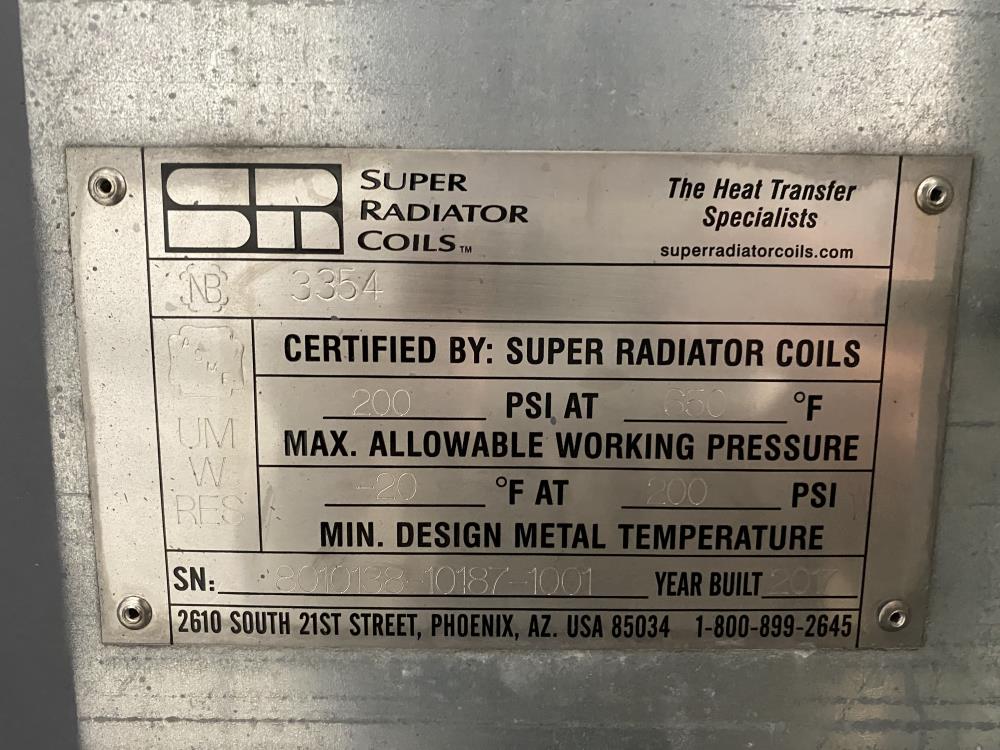 SUPER
RADIATOR
COILS™
The Heat Transfer
Specialists
superradiatorcoils.com
NB 3354
ASME
UM
W
RES
CERTIFIED BY: SUPER RADIATOR COILS
200 PSI AT 650 °F
MAX. ALLOWABLE WORKING PRESSURE
-20 °F AT 200 PSI
MIN. DESIGN METAL TEMPERATURE
SN: 8010138-10187-1001 YEAR BUILT 2017
2610 SOUTH 21ST STREET, PHOENIX, AZ. USA 85034 1-800-899-2645